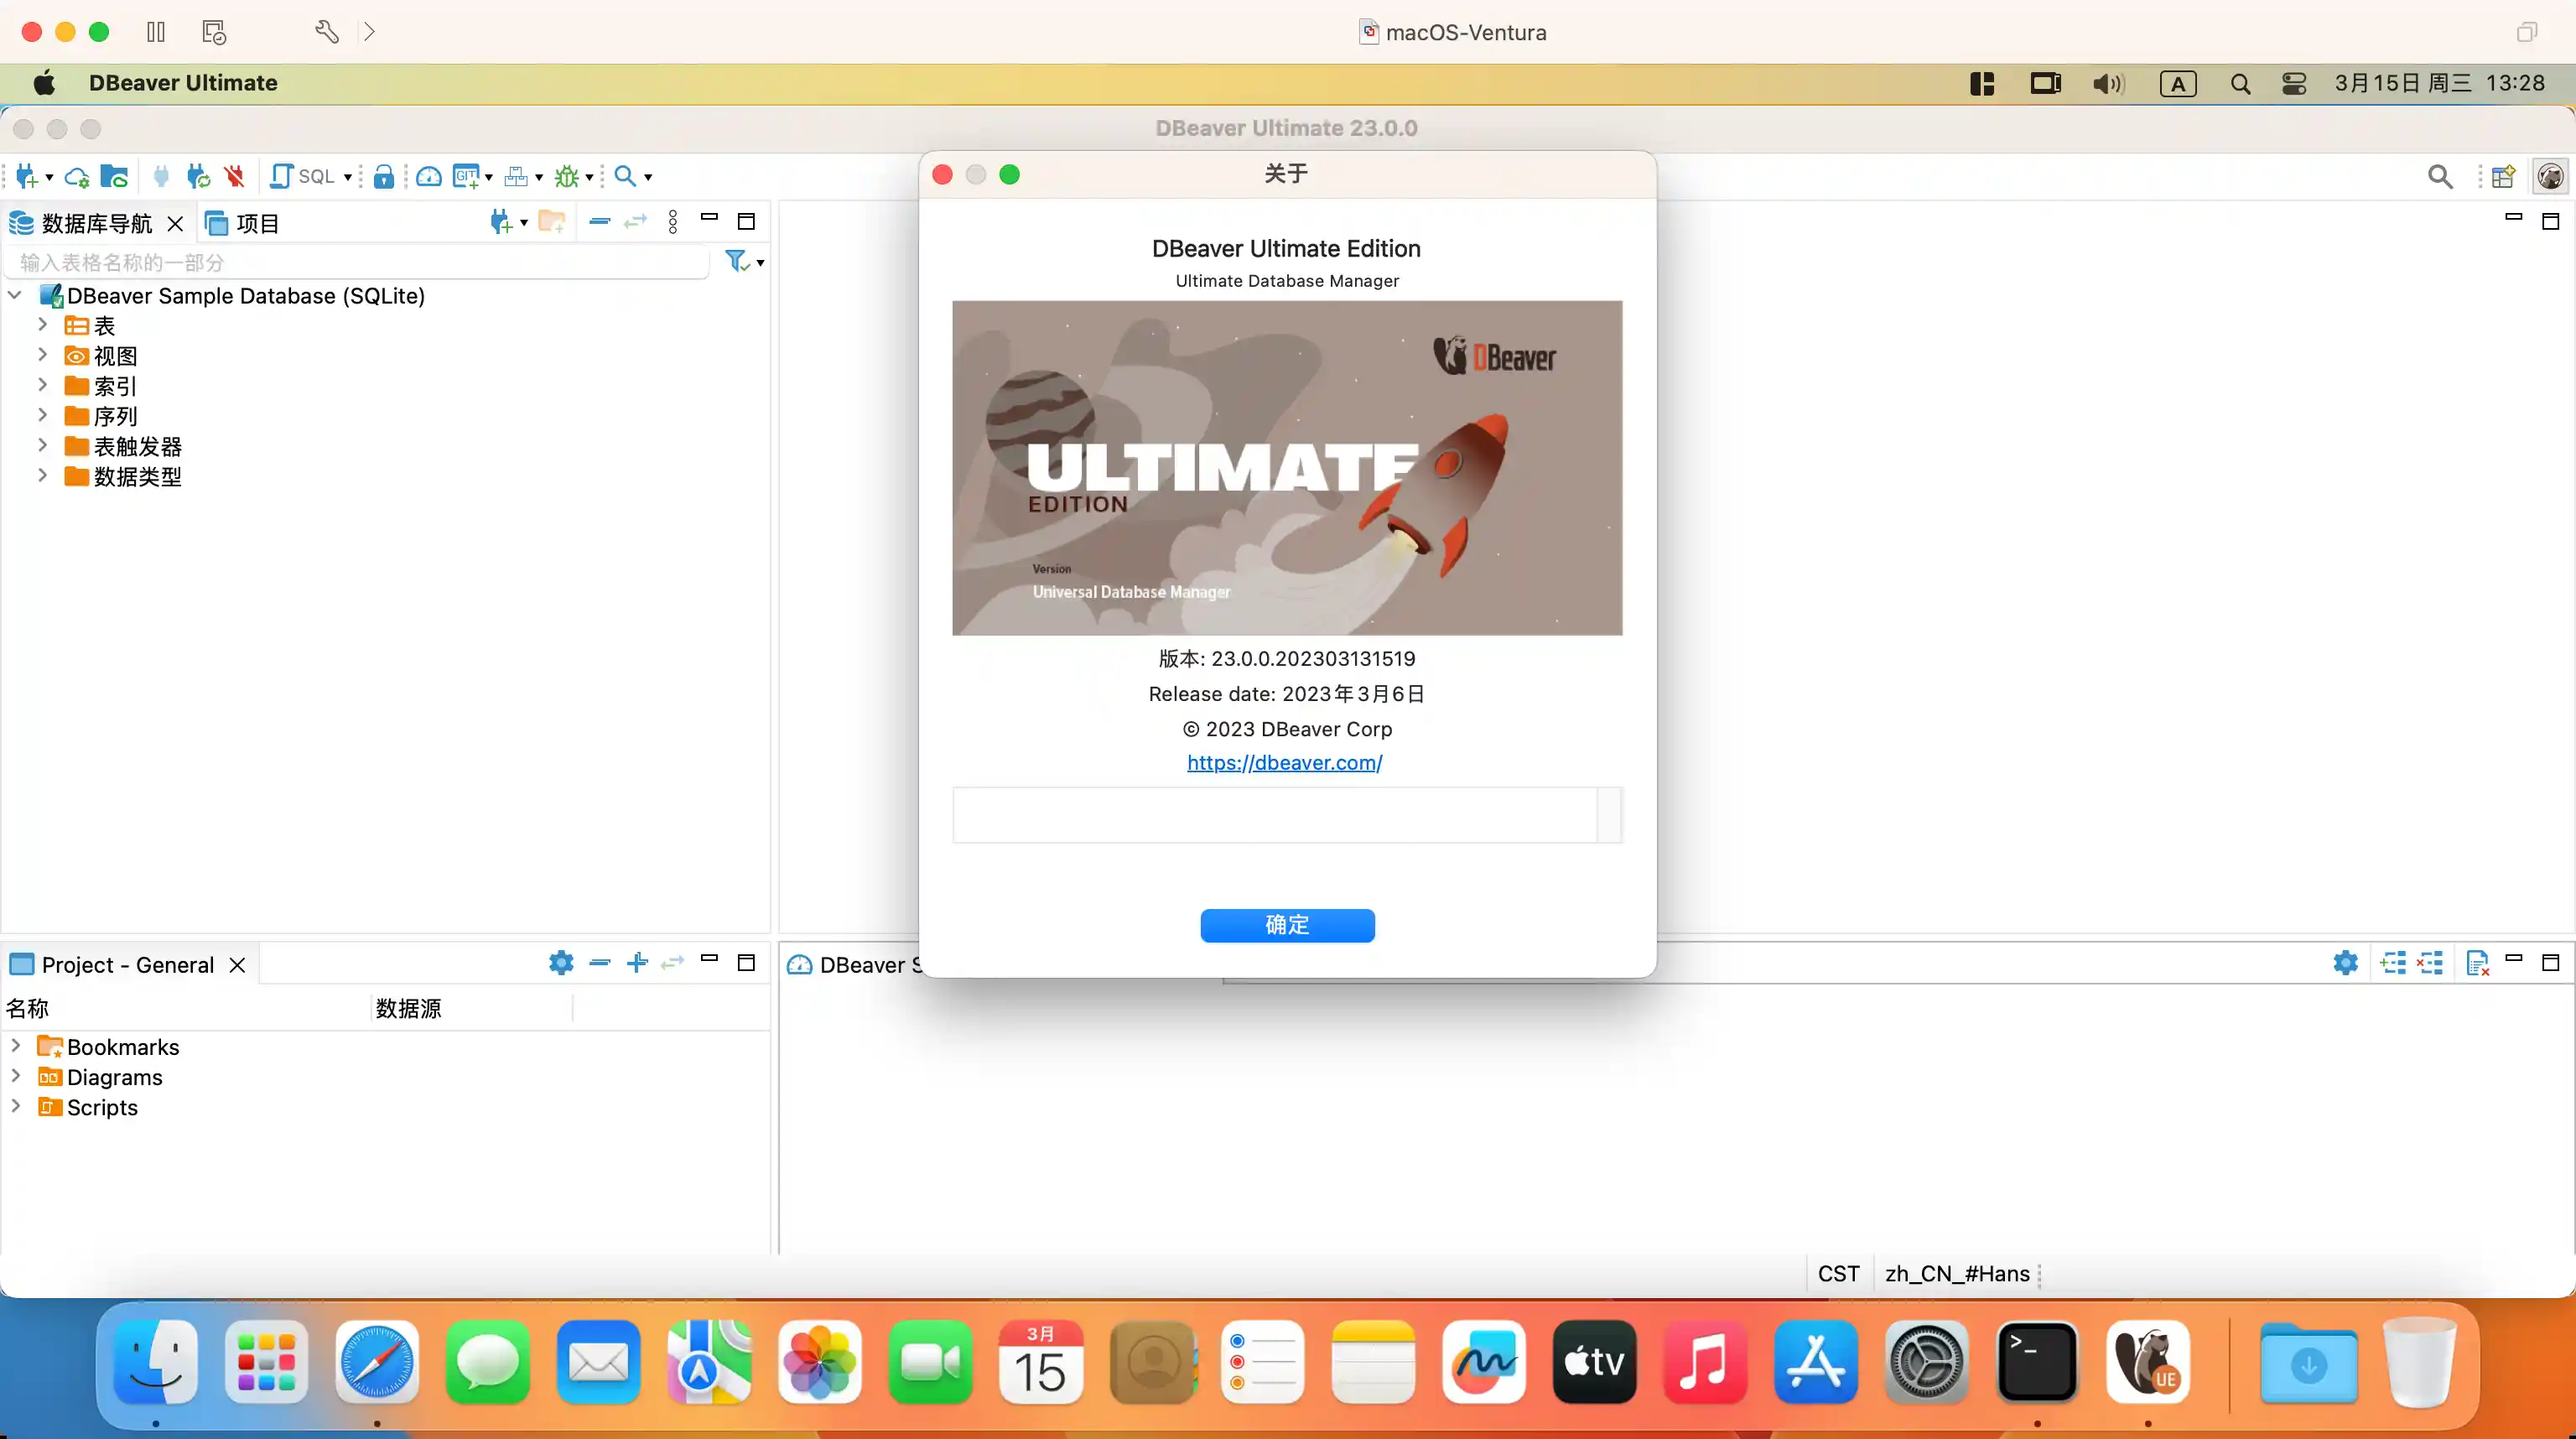 macOS-Ventura
DBeaver Ultimate
A
3月15日 周三 13:28
DBeaver Ultimate 23.0.0
SQL
GIT
数据库导航
项目
输入表格名称的一部分
DBeaver Sample Database (SQLite)
表
视图
索引
序列
表触发器
数据类型
关于
DBeaver Ultimate Edition
Ultimate Database Manager
DBeaver
ULTIMATE
EDITION
Version
Universal Database Manager
版本: 23.0.0.202303131519
Release date: 2023年3月6日
© 2023 DBeaver Corp
https://dbeaver.com/
确定
Project - General
DBeaver S
名称
数据源
Bookmarks
Diagrams
Scripts
CST
zh_CN_#Hans
3月
15
tv
>_
UE